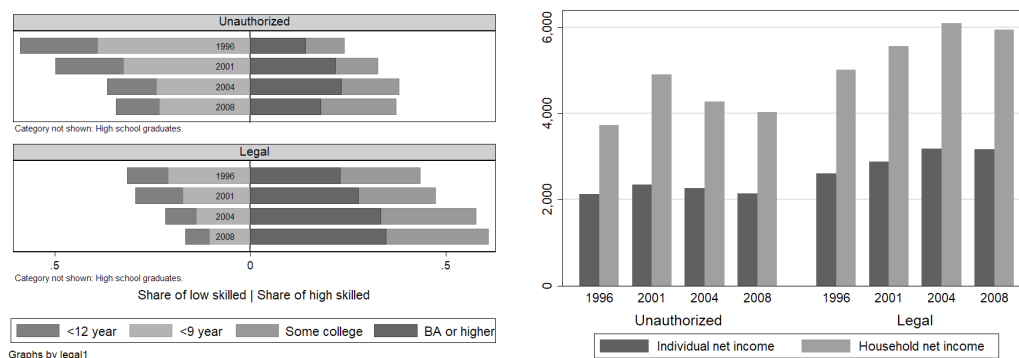 Unauthorized
1996
2001
2004
2008
Category not shown: High school graduates.
Legal
1996
2001
2004
2008
.5 0 .5
Category not shown: High school graduates.
Share of low skilled | Share of high skilled
<12 year <9 year Some college BA or higher
Graphs by legal1
6,000
4,000
2,000
0
1996 2001 2004 2008 1996 2001 2004 2008
Unauthorized Legal
Individual net income Household net income